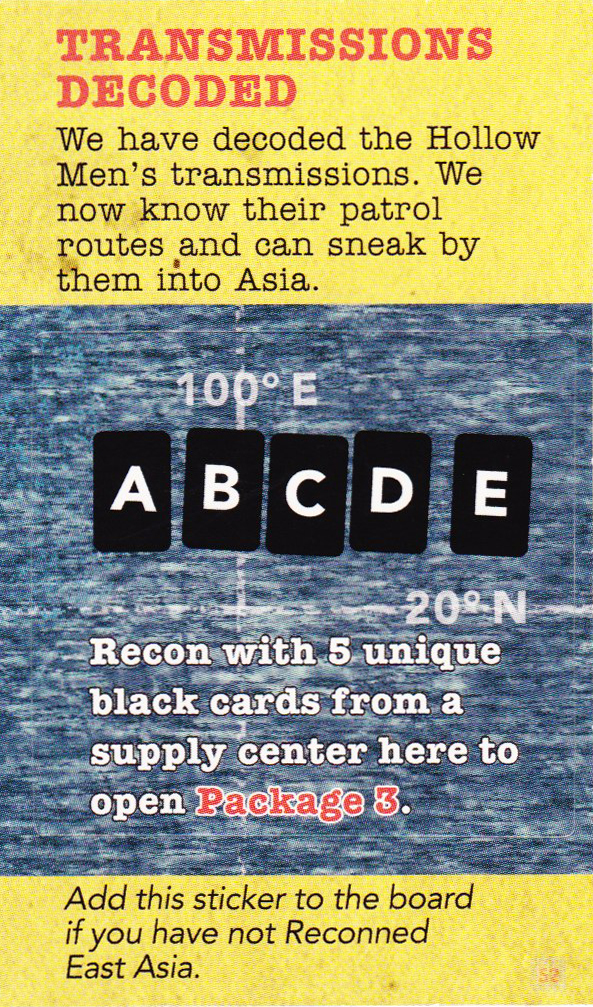 TRANSMISSIONS
DECODED
We have decoded the Hollow
Men's transmissions. We
now know their patrol
routes and can sneak by
them into Asia.
100° E
A B C D E
20° N
Recon with 5 unique
black cards from a
supply center here to
open Package 3.
Add this sticker to the board
if you have not Reconned
East Asia.
52